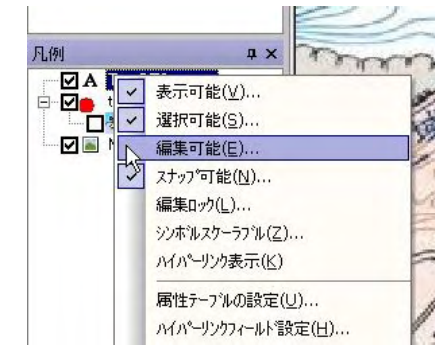 凡例
A
表示可能(V)...
選択可能(S)...
編集可能(E)...
スナップ可能(N)...
編集ロック(L)...
シンボルスケーラブル(Z)...
ハイパーリンク表示(K)
属性テーブルの設定(U)...
ハイパーリンクフィールド設定(H)...